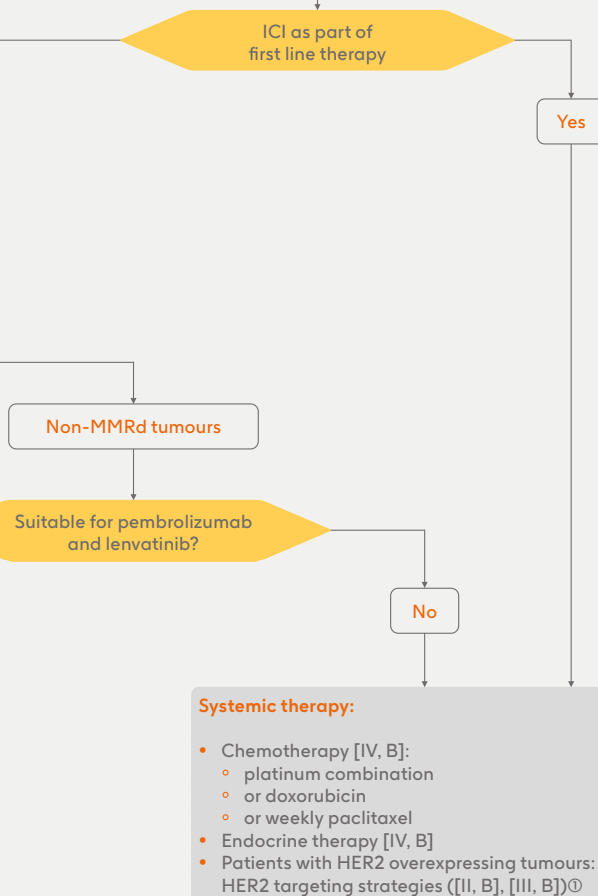 ICI as part of
first line therapy
Yes
Non-MMRd tumours
Suitable for pembrolizumab
and lenvatinib?
No
Systemic therapy:
• Chemotherapy [IV, B]:
◦ platinum combination
◦ or doxorubicin
◦ or weekly paclitaxel
• Endocrine therapy [IV, B]
• Patients with HER2 overexpressing tumours:
HER2 targeting strategies ([II, B], [III, B])①